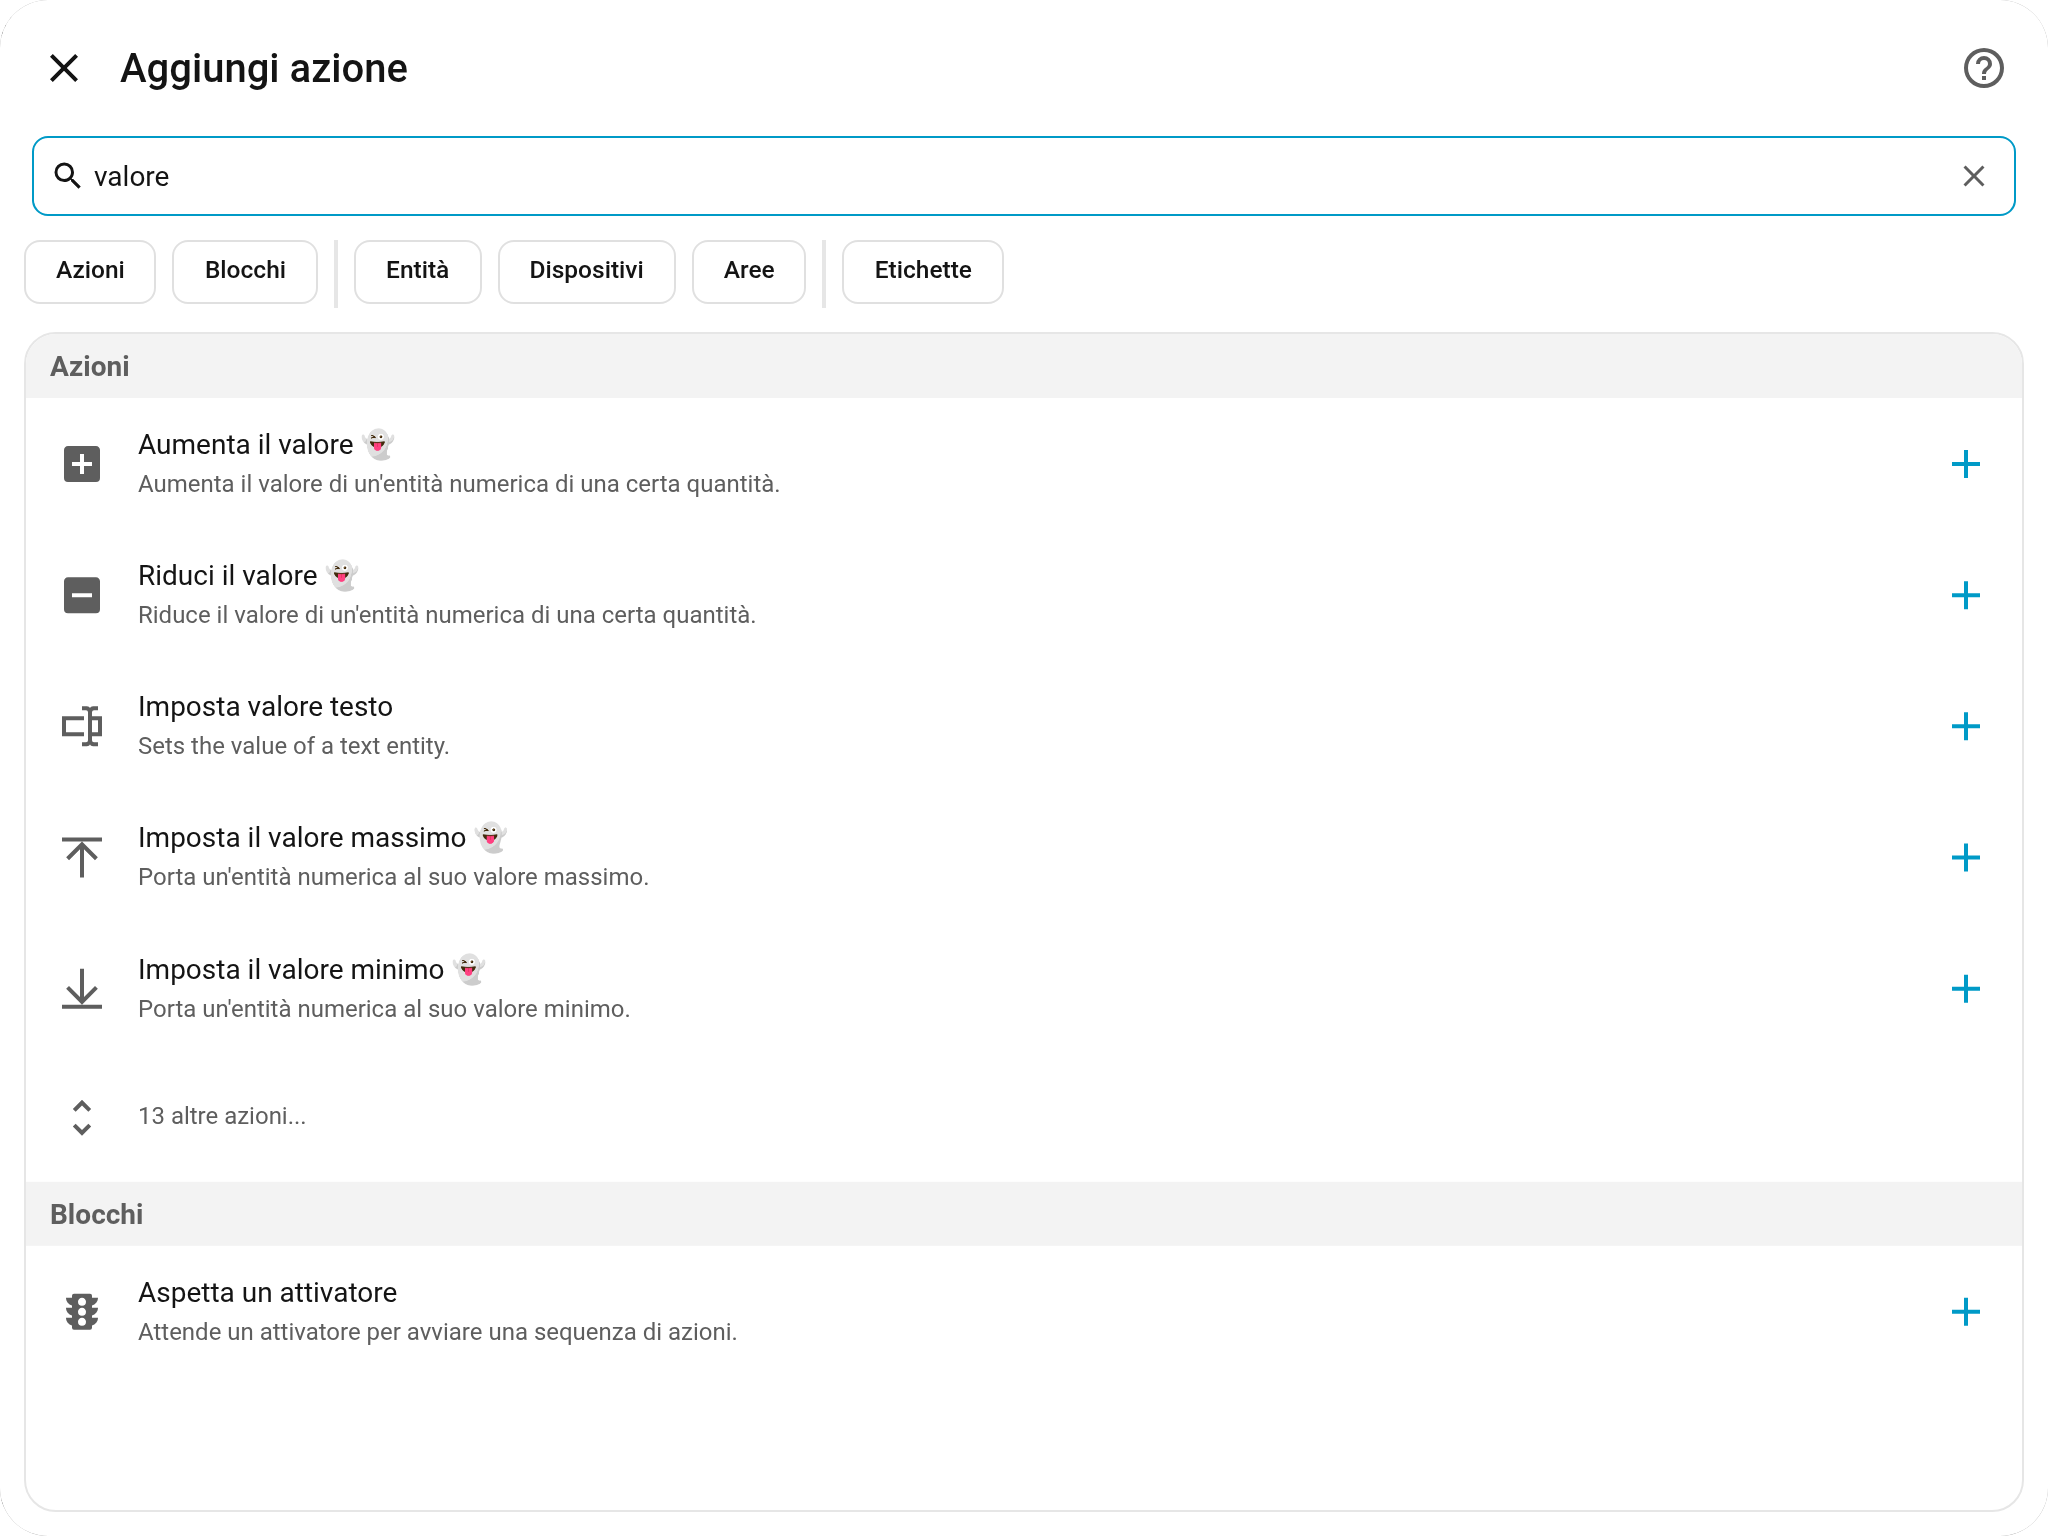 Aggiungi azione
valore
Azioni
Blocchi
Entità
Dispositivi
Aree
Etichette
Azioni
Aumenta il valore 👻
Aumenta il valore di un'entità numerica di una certa quantità.
Riduci il valore 👻
Riduce il valore di un'entità numerica di una certa quantità.
Imposta valore testo
Sets the value of a text entity.
Imposta il valore massimo 👻
Porta un'entità numerica al suo valore massimo.
Imposta il valore minimo 👻
Porta un'entità numerica al suo valore minimo.
13 altre azioni...
Blocchi
Aspetta un attivatore
Attende un attivatore per avviare una sequenza di azioni.